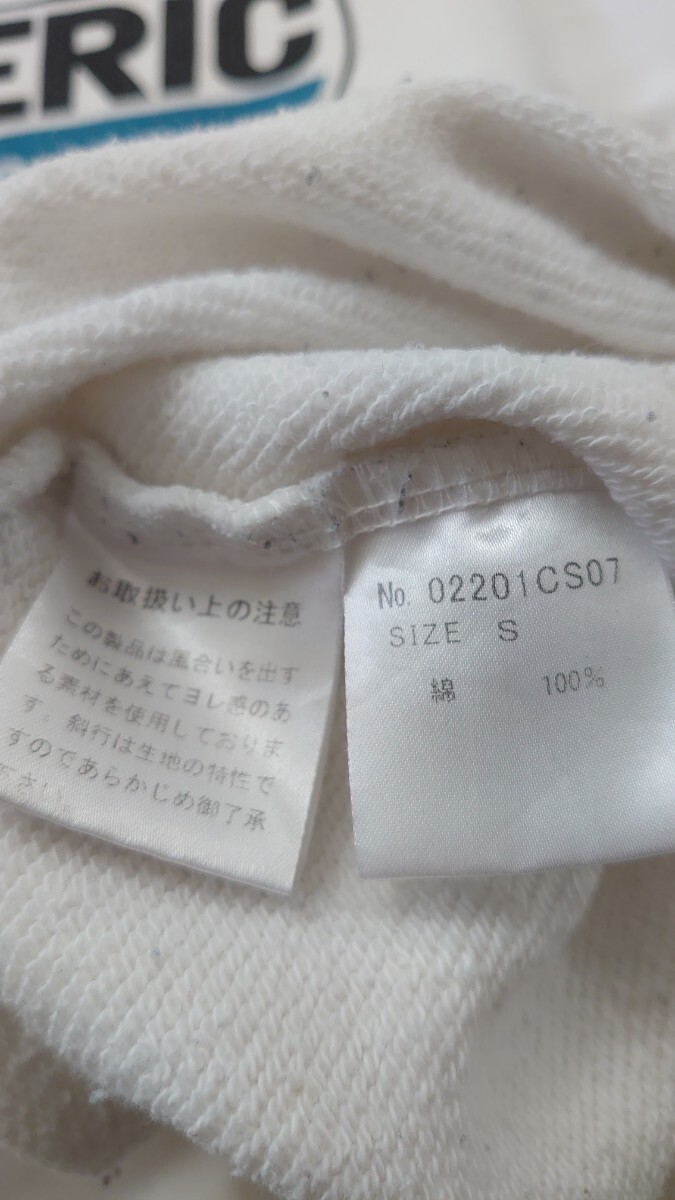 ERIC
お取扱い上の注意
この製品は風合いを出す
ためにあえてヨレ感のあ
る素材を使用しておりま
す。斜行は生地の特性で
すのであらかじめ御了承
ださい。
No. 02201CS07
SIZE S
綿 100%